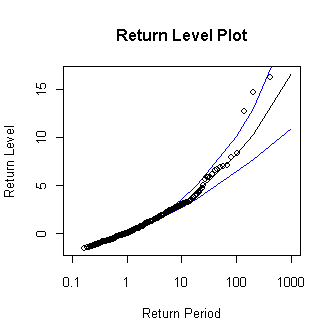 Return Level Plot
Return Level
15
10
5
0
0.1 1 10 100 1000
Return Period